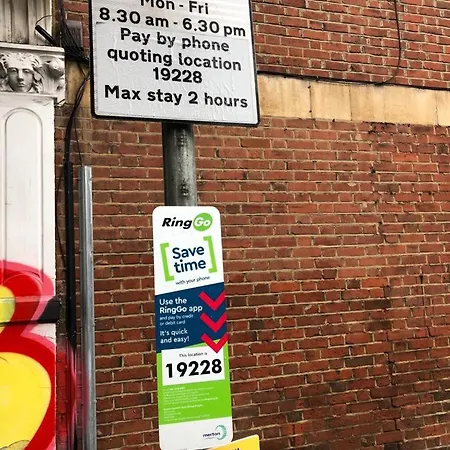 Mon - Fri
8.30 am - 6.30 pm
Pay by phone
quoting location
19228
Max stay 2 hours
RingGo
Save
time
with your phone
Use the
RingGo app
and pay by credit
or debit card
It's quick
and easy!
This location is
19228
merton